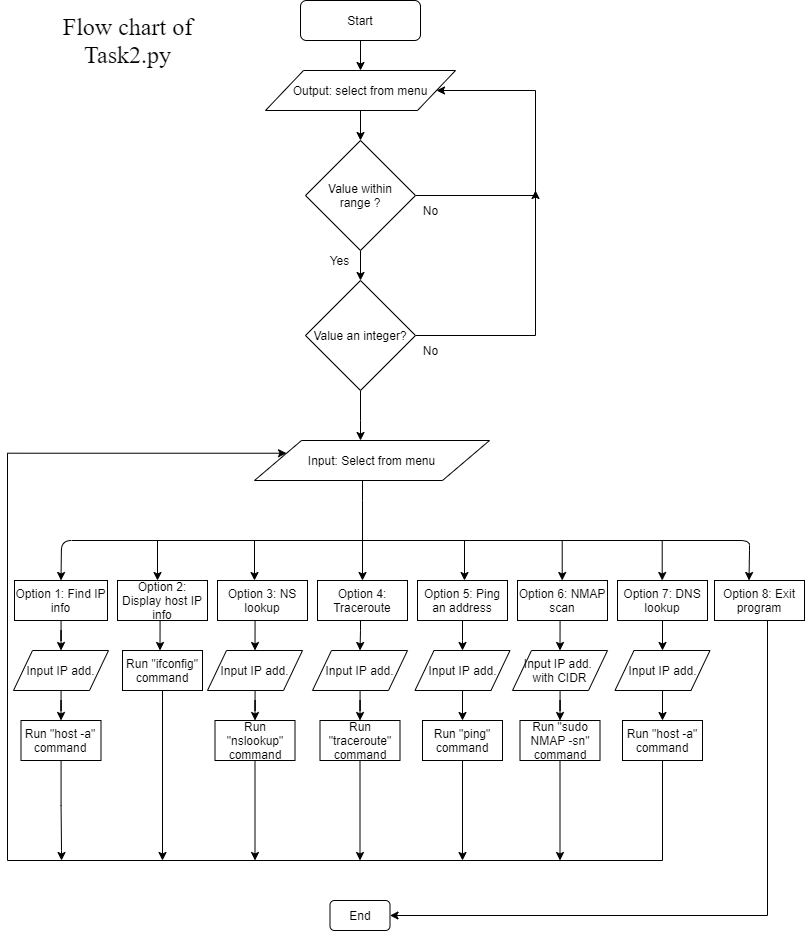 Flow chart of
Task2.py
Start
Output: select from menu
Value within
range ?
No
Yes
Value an integer?
No
Input: Select from menu
Option 1: Find IP
info
Option 2:
Display host IP
info
Option 3: NS
lookup
Option 4:
Traceroute
Option 5: Ping
an address
Option 6: NMAP
scan
Option 7: DNS
lookup
Option 8: Exit
program
Input IP add.
Run "ifconfig"
command
Input IP add.
Input IP add.
Input IP add.
Input IP add.
with CIDR
Input IP add.
Run "host -a"
command
Run
"nslookup"
command
Run
"traceroute"
command
Run "ping"
command
Run "sudo
NMAP -sn"
command
Run "host -a"
command
End